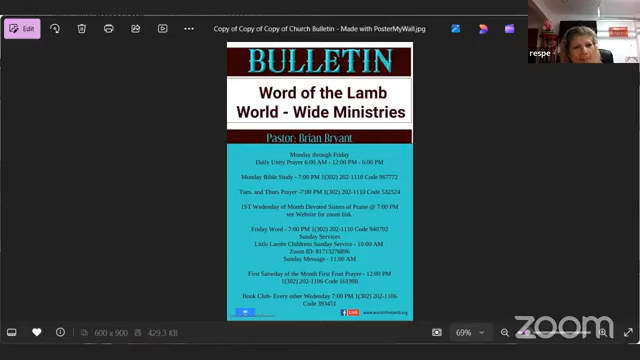 Edit
Copy of Copy of Copy of Church Bulletin - Made with PosterMyWall.jpg
respe
BULLETIN
Word of the Lamb
World - Wide Ministries
Pastor: Brian Bryant
Monday through Friday
Daily Unity Prayer 6:00 AM - 12:00 PM - 6:00 PM
Monday Bible Study - 7:00 PM 1(302) 202-1110 Code 967772
Tues. and Thurs Prayer -7:00 PM 1(302) 202-1110 Code 532524
1ST Wedenday of Month Devoted Sisters of Praise @ 7:00 PM
see Website for zoom link
Friday Word - 7:00 PM 1(302) 202-1110 Code 540792
Sunday Services
Little Lambs Childrens Sunday Service - 10:00 AM
Zoom ID: 81713276896
Sunday Message - 11:00 AM
First Saturday of the Month First Fruit Prayer - 12:00 PM
1(302) 202-1106 Code 161998
Book Club- Every other Wedenday 7:00 PM 1(302) 202-1106
Code 393451
LIVE
600 x 900
429.3 KB
69%
zoom